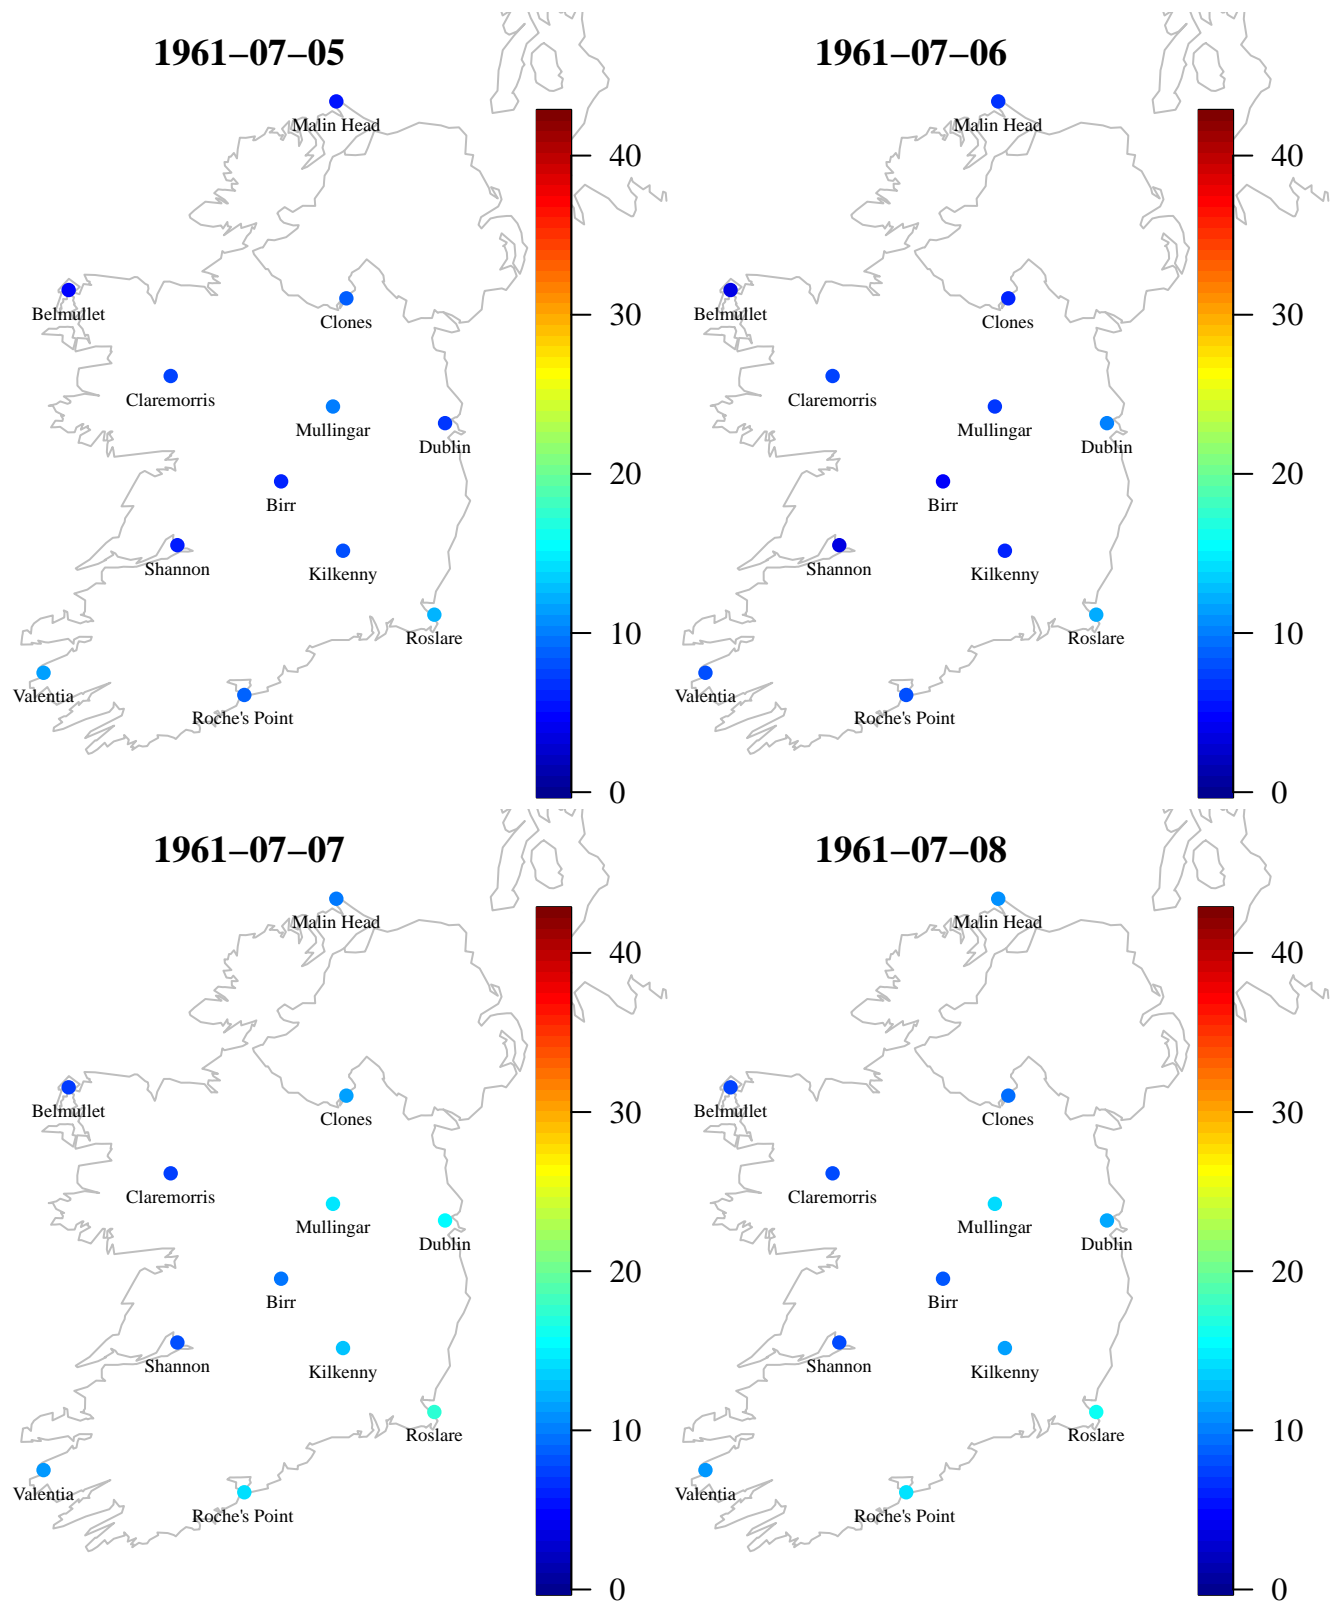 1961–07–05
Malin Head
Belmullet
Clones
Claremorris
Mullingar
Dublin
Birr
Shannon
Kilkenny
Roslare
Valentia
Roche's Point
40
30
20
10
0
1961–07–06
Malin Head
Belmullet
Clones
Claremorris
Mullingar
Dublin
Birr
Shannon
Kilkenny
Roslare
Valentia
Roche's Point
40
30
20
10
0
1961–07–07
Malin Head
Belmullet
Clones
Claremorris
Mullingar
Dublin
Birr
Shannon
Kilkenny
Roslare
Valentia
Roche's Point
40
30
20
10
0
1961–07–08
Malin Head
Belmullet
Clones
Claremorris
Mullingar
Dublin
Birr
Shannon
Kilkenny
Roslare
Valentia
Roche's Point
40
30
20
10
0